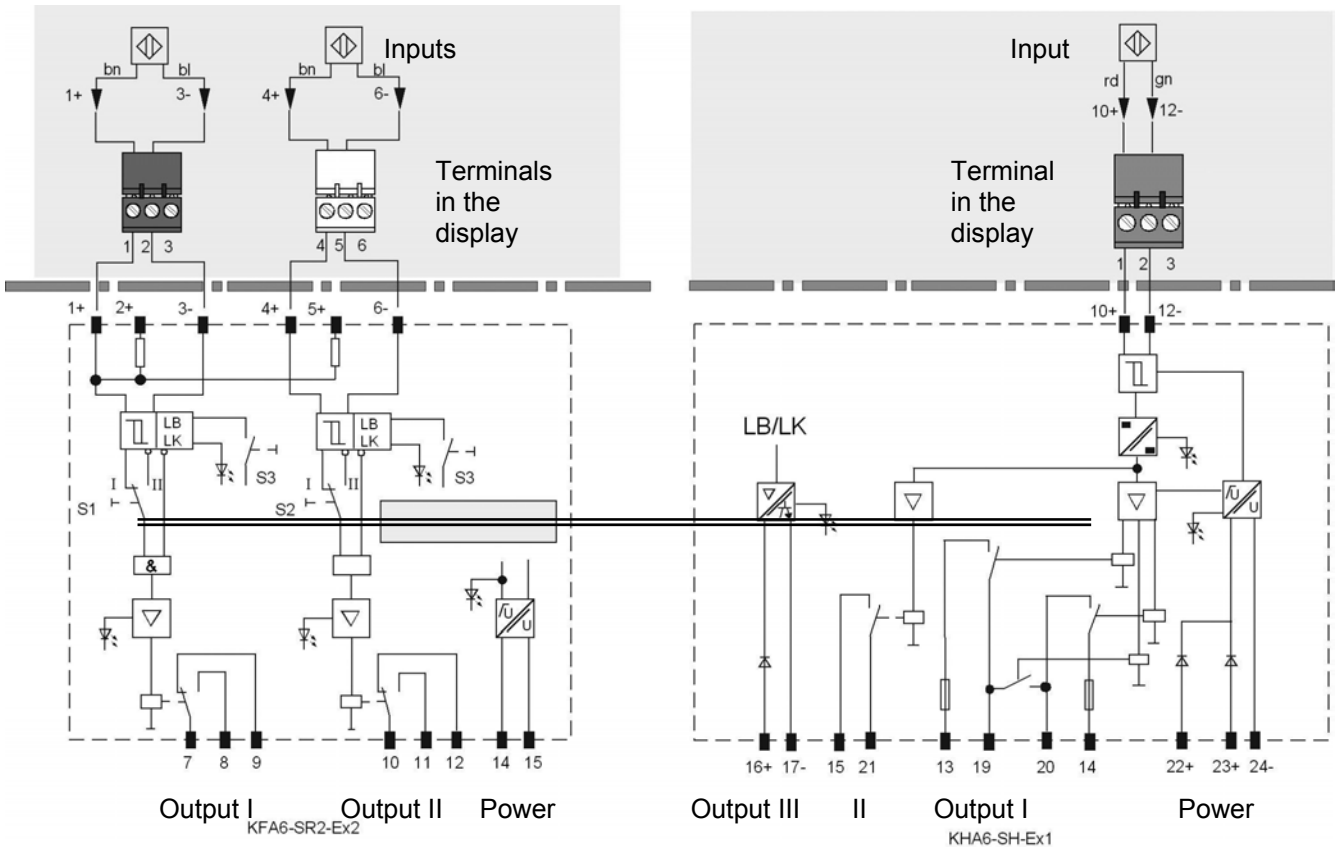 Inputs
bn bl bn bl
1+ 3- 4+ 6-
Terminals
in the
display
1 2 3 4 5 6
1+ 2+ 3- 4+ 5+ 6-
LB
LK
LB
LK
S3 S3
I II I II
S1 S2
&
U
U
7 8 9 10 11 12 14 15
Output I Output II Power
KFA6-SR2-Ex2
Input
rd gn
10+ 12-
Terminal
in the
display
1 2 3
10+ 12-
LB/LK
U
U
16+ 17- 15 21 13 19 20 14 22+ 23+ 24-
Output III II Output I Power
KHA6-SH-Ex1